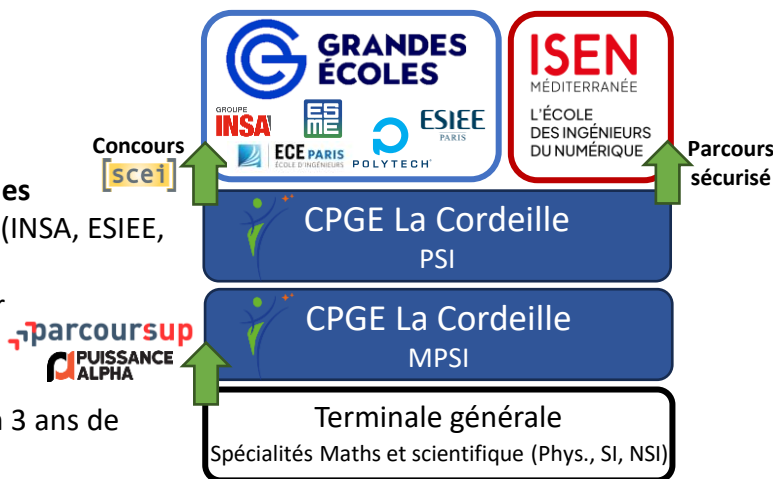 GRANDES
ÉCOLES
GROUPE
INSA
ES
ME
ESIEE
PARIS
ECE PARIS
ÉCOLE D'INGÉNIEURS
POLYTECH
ISEN
MÉDITERRANÉE
L'ÉCOLE
DES INGÉNIEURS
DU NUMÉRIQUE
Concours
[scei]
Parcours
sécurisé
es
(INSA, ESIEE,
CPGE La Cordeille
PSI
r
parcoursup
PUISSANCE
ALPHA
CPGE La Cordeille
MPSI
3 ans de
Terminale générale
Spécialités Maths et scientifique (Phys., SI, NSI)